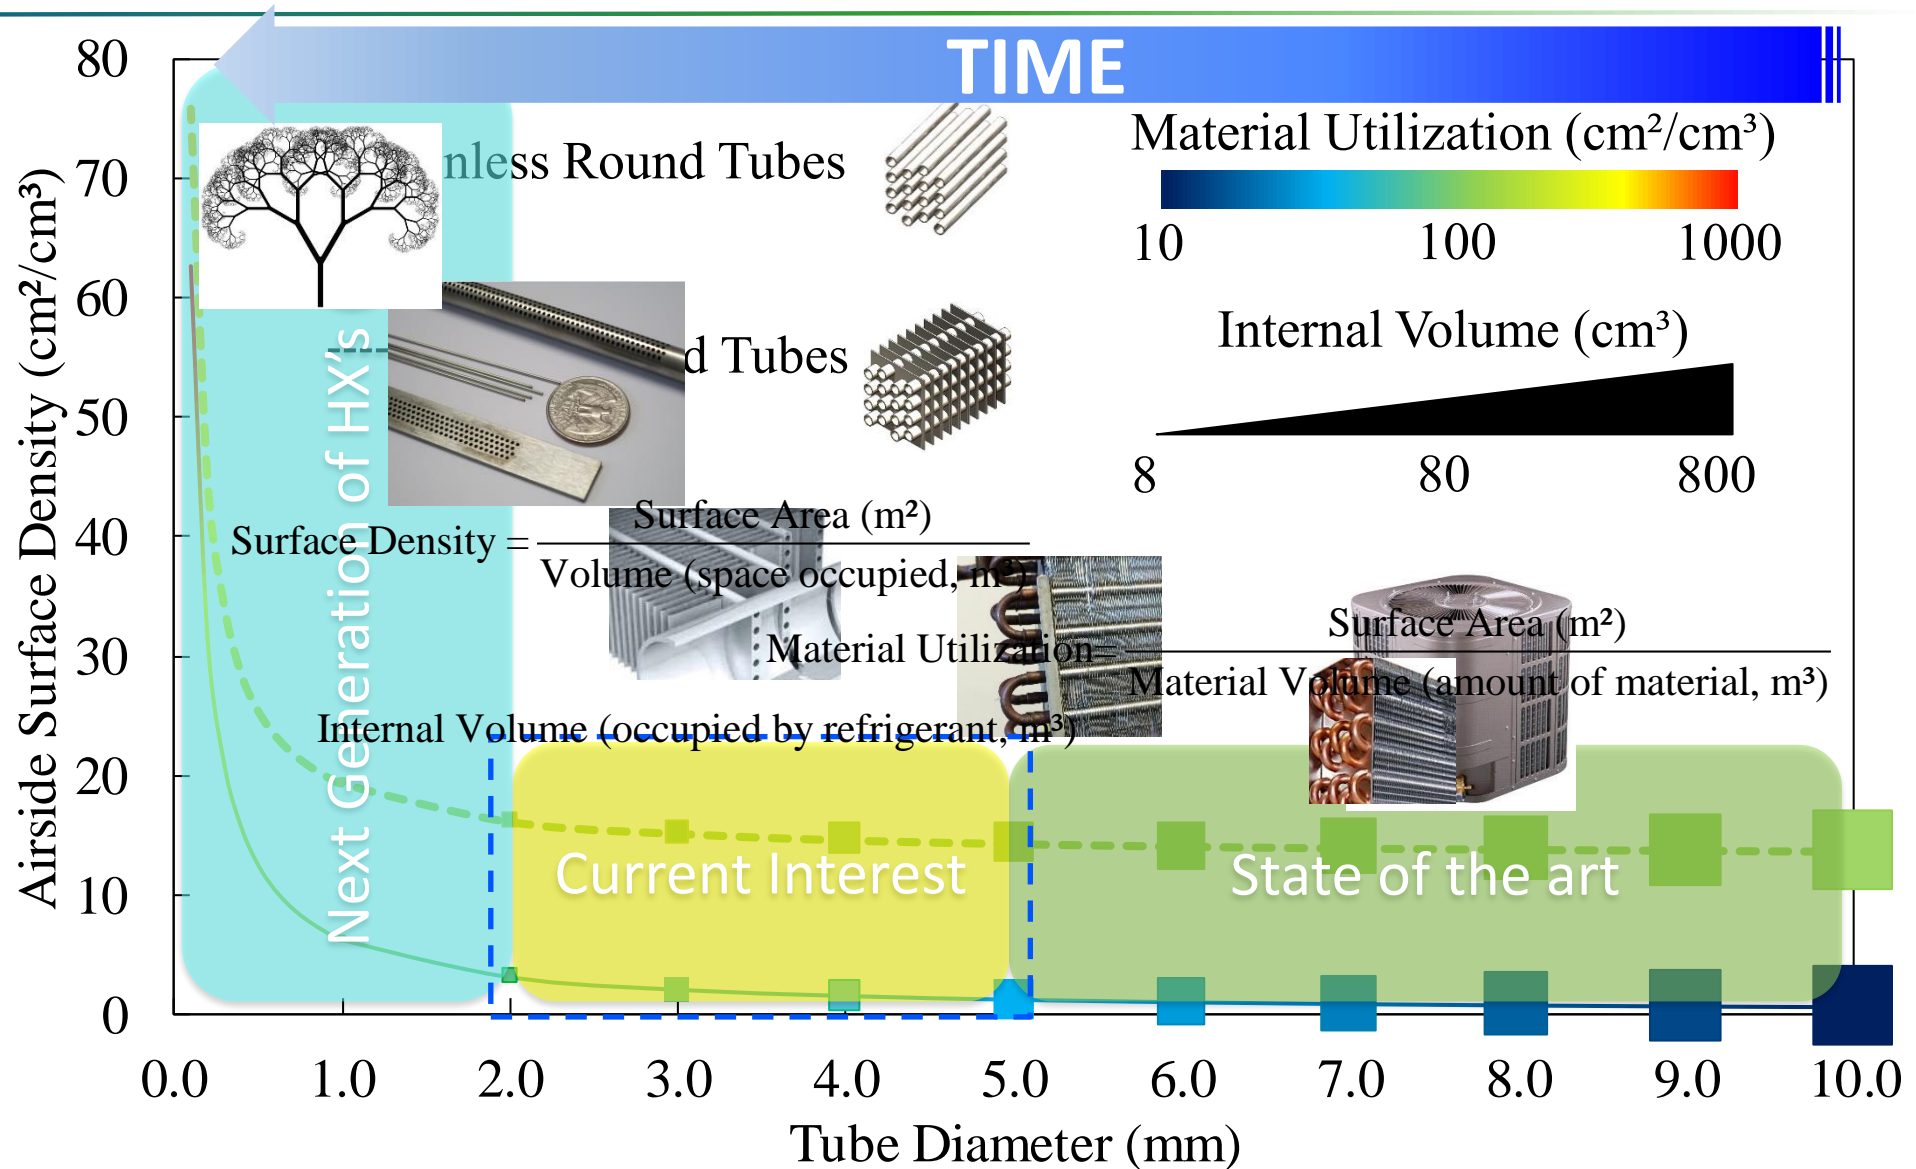 TIME
80
70
60
50
40
30
20
10
0
Airside Surface Density (cm²/cm³)
nless Round Tubes
d Tubes
Material Utilization (cm²/cm³)
10 100 1000
Internal Volume (cm³)
8 80 800
Next Generation of HX's
Surface Density = Surface Area (m²)
Volume (space occupied, m³)
Material Utilization= Surface Area (m²)
Material Volume (amount of material, m³)
Internal Volume (occupied by refrigerant, m³)
Current Interest
State of the art
0.0 1.0 2.0 3.0 4.0 5.0 6.0 7.0 8.0 9.0 10.0
Tube Diameter (mm)